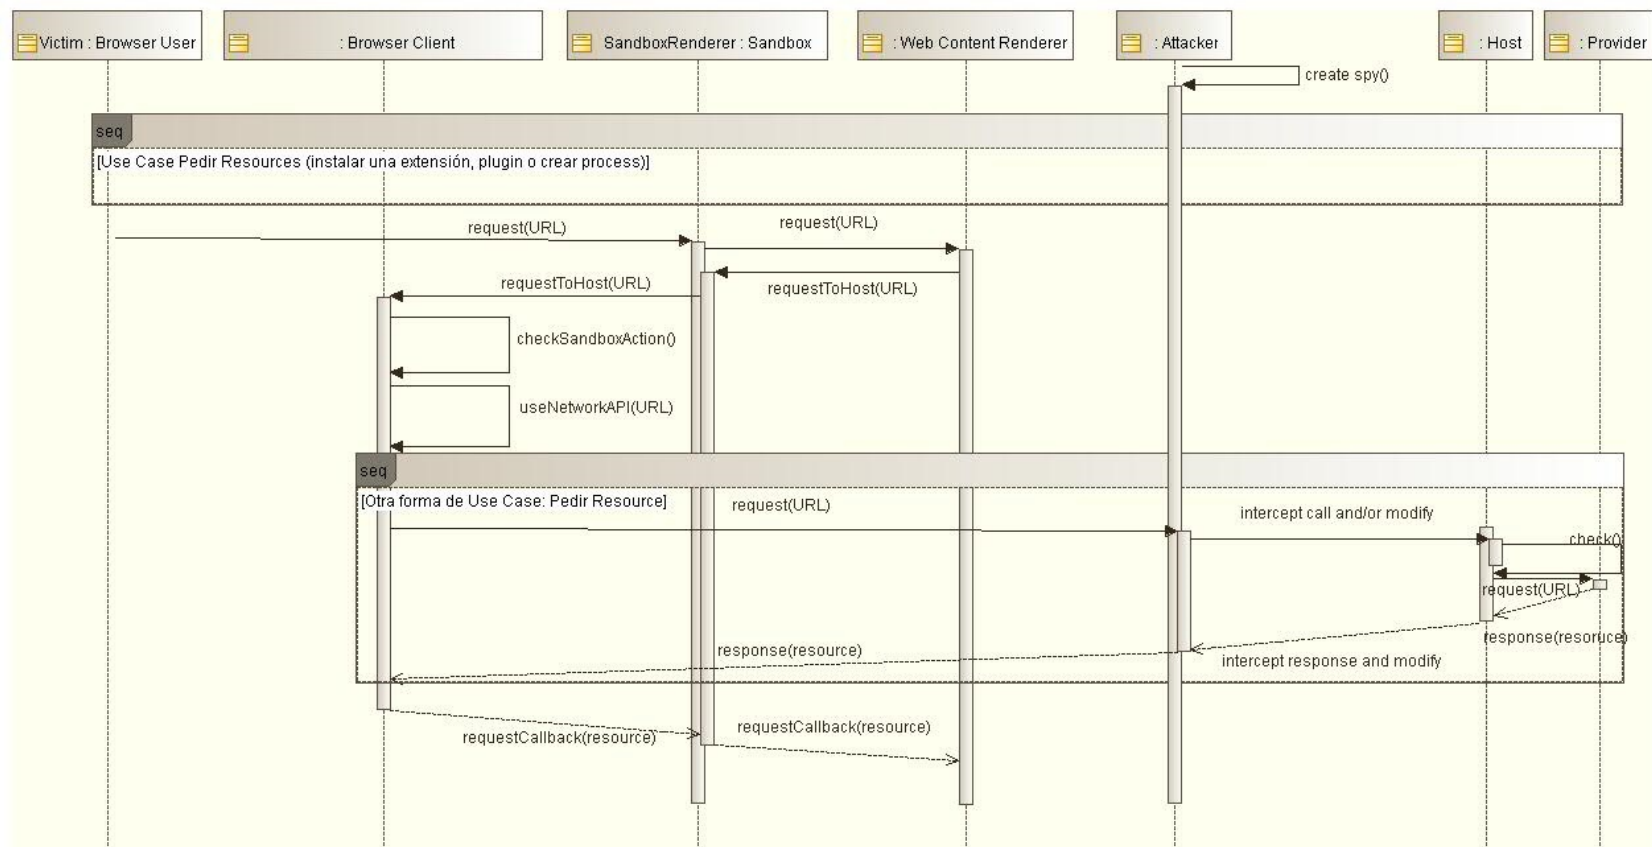 Victim : Browser User
: Browser Client
SandboxRenderer : Sandbox
: Web Content Renderer
: Attacker
: Host
: Provider
create spy()
seq
[Use Case Pedir Resources (instalar una extensión, plugin o crear process)]
request(URL)
request(URL)
requestToHost(URL)
requestToHost(URL)
checkSandboxAction()
useNetworkAPI(URL)
seq
[Otra forma de Use Case: Pedir Resource]
request(URL)
intercept call and/or modify
check()
request(URL)
response(resoruce)
response(resource)
intercept response and modify
requestCallback(resource)
requestCallback(resource)